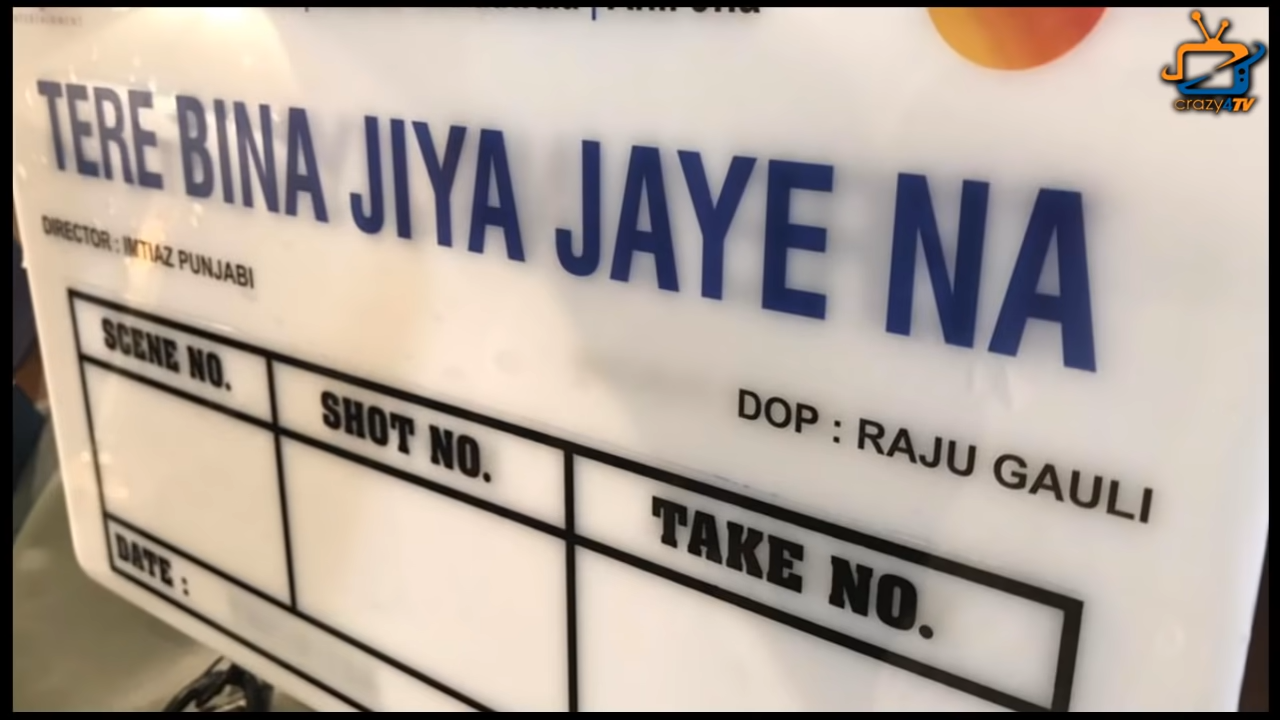 crazy4TV
TERE BINA JIYA JAYE NA
DIRECTOR : IMTIAZ PUNJABI
DOP : RAJU GAULI
SCENE NO.
SHOT NO.
TAKE NO.
DATE :